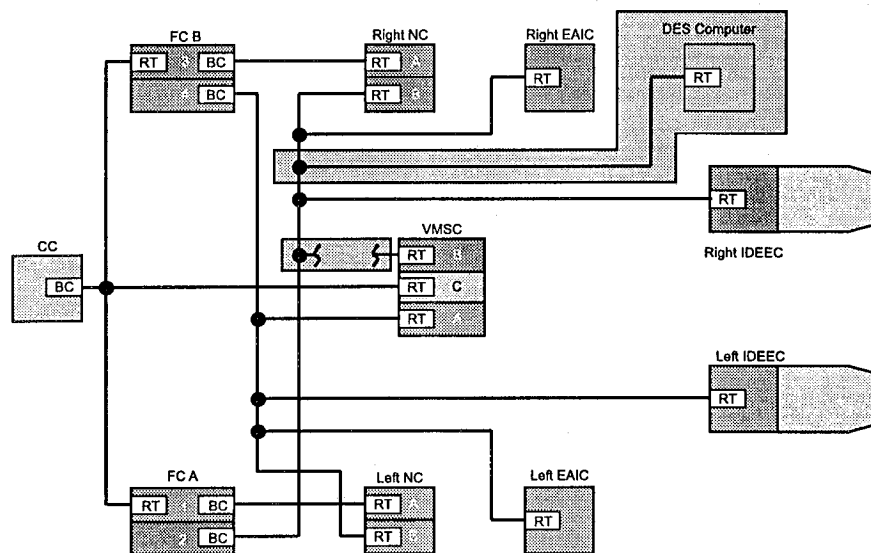 FC B
Right NC
Right EAIC
DES Computer
RT 3 BC
RT A
RT
RT
4 BC
RT B
CC
VMSC
RT
Right IDEEC
RT B
BC
RT C
RT A
Left IDEEC
RT
FC A
Left NC
Left EAIC
RT 1 BC
RT A
RT
2 BC
RT B